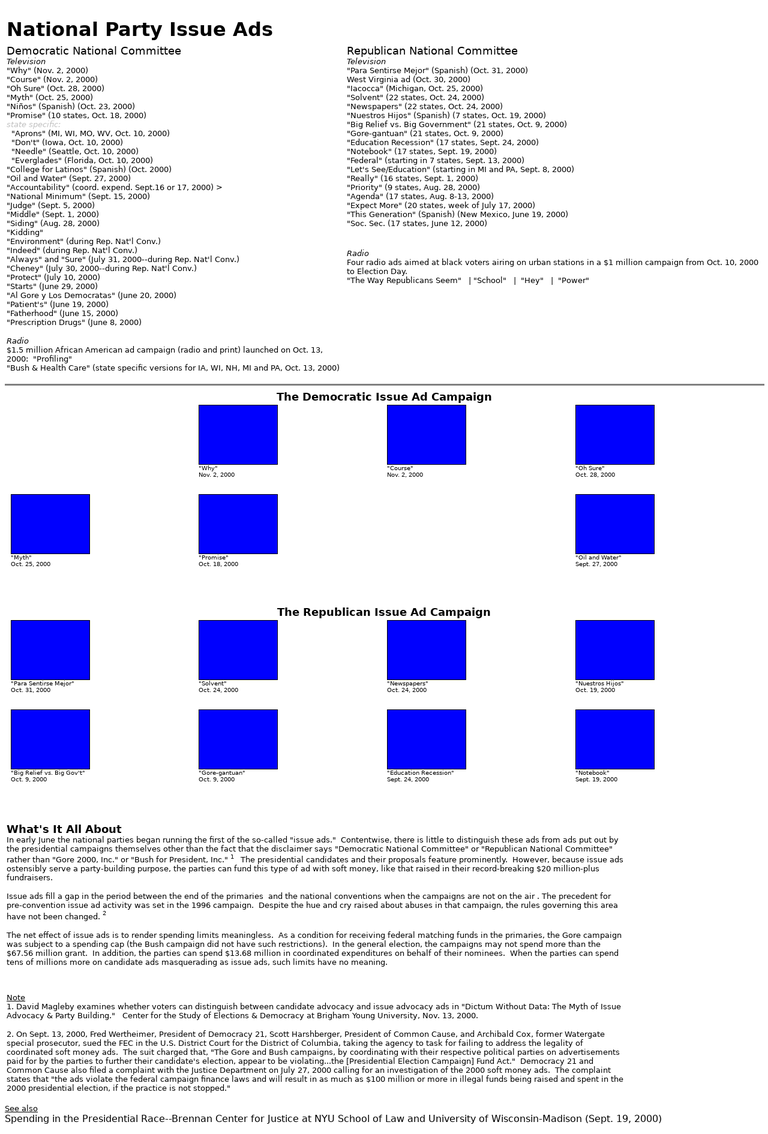 National Party Issue Ads
Democratic National Committee
Television
"Why" (Nov. 2, 2000)
"Course" (Nov. 2, 2000)
"Oh Sure" (Oct. 28, 2000)
"Myth" (Oct. 25, 2000)
"Niños" (Spanish) (Oct. 23, 2000)
"Promise" (10 states, Oct. 18, 2000)
state specific:
"Aprons" (MI, WI, MO, WV, Oct. 10, 2000)
"Don't" (Iowa, Oct. 10, 2000)
"Needle" (Seattle, Oct. 10, 2000)
"Everglades" (Florida, Oct. 10, 2000)
"College for Latinos" (Spanish) (Oct. 2000)
"Oil and Water" (Sept. 27, 2000)
"Accountability" (coord. expend. Sept.16 or 17, 2000) >
"National Minimum" (Sept. 15, 2000)
"Judge" (Sept. 5, 2000)
"Middle" (Sept. 1, 2000)
"Siding" (Aug. 28, 2000)
"Kidding"
"Environment" (during Rep. Nat'l Conv.)
"Indeed" (during Rep. Nat'l Conv.)
"Always" and "Sure" (July 31, 2000--during Rep. Nat'l Conv.)
"Cheney" (July 30, 2000--during Rep. Nat'l Conv.)
"Protect" (July 10, 2000)
"Starts" (June 29, 2000)
"Al Gore y Los Democratas" (June 20, 2000)
"Patient's" (June 19, 2000)
"Fatherhood" (June 15, 2000)
"Prescription Drugs" (June 8, 2000)
Radio
$1.5 million African American ad campaign (radio and print) launched on Oct. 13,
2000:  "Profiling"
"Bush & Health Care" (state specific versions for IA, WI, NH, MI and PA, Oct. 13, 2000)
Republican National Committee
Television
"Para Sentirse Mejor" (Spanish) (Oct. 31, 2000)
West Virginia ad (Oct. 30, 2000)
"Iacocca" (Michigan, Oct. 25, 2000)
"Solvent" (22 states, Oct. 24, 2000)
"Newspapers" (22 states, Oct. 24, 2000)
"Nuestros Hijos" (Spanish) (7 states, Oct. 19, 2000)
"Big Relief vs. Big Government" (21 states, Oct. 9, 2000)
"Gore-gantuan" (21 states, Oct. 9, 2000)
"Education Recession" (17 states, Sept. 24, 2000)
"Notebook" (17 states, Sept. 19, 2000)
"Federal" (starting in 7 states, Sept. 13, 2000)
"Let's See/Education" (starting in MI and PA, Sept. 8, 2000)
"Really" (16 states, Sept. 1, 2000)
"Priority" (9 states, Aug. 28, 2000)
"Agenda" (17 states, Aug. 8-13, 2000)
"Expect More" (20 states, week of July 17, 2000)
"This Generation" (Spanish) (New Mexico, June 19, 2000)
"Soc. Sec. (17 states, June 12, 2000)
Radio
Four radio ads aimed at black voters airing on urban stations in a $1 million campaign from Oct. 10, 2000
to Election Day.
"The Way Republicans Seem"   | "School"   |  "Hey"   |  "Power"
The Democratic Issue Ad Campaign
"Why"
Nov. 2, 2000
"Course"
Nov. 2, 2000
"Oh Sure"
Oct. 28, 2000
"Myth"
Oct. 25, 2000
"Promise"
Oct. 18, 2000
"Oil and Water"
Sept. 27, 2000
The Republican Issue Ad Campaign
"Para Sentirse Mejor"
Oct. 31, 2000
"Solvent"
Oct. 24, 2000
"Newspapers"
Oct. 24, 2000
"Nuestros Hijos"
Oct. 19, 2000
"Big Relief vs. Big Gov't"
Oct. 9, 2000
"Gore-gantuan"
Oct. 9, 2000
"Education Recession"
Sept. 24, 2000
"Notebook"
Sept. 19, 2000
What's It All About
In early June the national parties began running the first of the so-called "issue ads."  Contentwise, there is little to distinguish these ads from ads put out by
the presidential campaigns themselves other than the fact that the disclaimer says "Democratic National Committee" or "Republican National Committee"
rather than "Gore 2000, Inc." or "Bush for President, Inc." 1  The presidential candidates and their proposals feature prominently.  However, because issue ads
ostensibly serve a party-building purpose, the parties can fund this type of ad with soft money, like that raised in their record-breaking $20 million-plus
fundraisers.
Issue ads fill a gap in the period between the end of the primaries  and the national conventions when the campaigns are not on the air . The precedent for
pre-convention issue ad activity was set in the 1996 campaign.  Despite the hue and cry raised about abuses in that campaign, the rules governing this area
have not been changed. 2
The net effect of issue ads is to render spending limits meaningless.  As a condition for receiving federal matching funds in the primaries, the Gore campaign
was subject to a spending cap (the Bush campaign did not have such restrictions).  In the general election, the campaigns may not spend more than the
$67.56 million grant.  In addition, the parties can spend $13.68 million in coordinated expenditures on behalf of their nominees.  When the parties can spend
tens of millions more on candidate ads masquerading as issue ads, such limits have no meaning.
Note
1. David Magleby examines whether voters can distinguish between candidate advocacy and issue advocacy ads in "Dictum Without Data: The Myth of Issue
Advocacy & Party Building."   Center for the Study of Elections & Democracy at Brigham Young University, Nov. 13, 2000.
2. On Sept. 13, 2000, Fred Wertheimer, President of Democracy 21, Scott Harshberger, President of Common Cause, and Archibald Cox, former Watergate
special prosecutor, sued the FEC in the U.S. District Court for the District of Columbia, taking the agency to task for failing to address the legality of
coordinated soft money ads.  The suit charged that, "The Gore and Bush campaigns, by coordinating with their respective political parties on advertisements
paid for by the parties to further their candidate's election, appear to be violating...the [Presidential Election Campaign] Fund Act."  Democracy 21 and
Common Cause also filed a complaint with the Justice Department on July 27, 2000 calling for an investigation of the 2000 soft money ads.  The complaint
states that "the ads violate the federal campaign finance laws and will result in as much as $100 million or more in illegal funds being raised and spent in the
2000 presidential election, if the practice is not stopped."
See also
Spending in the Presidential Race--Brennan Center for Justice at NYU School of Law and University of Wisconsin-Madison (Sept. 19, 2000)